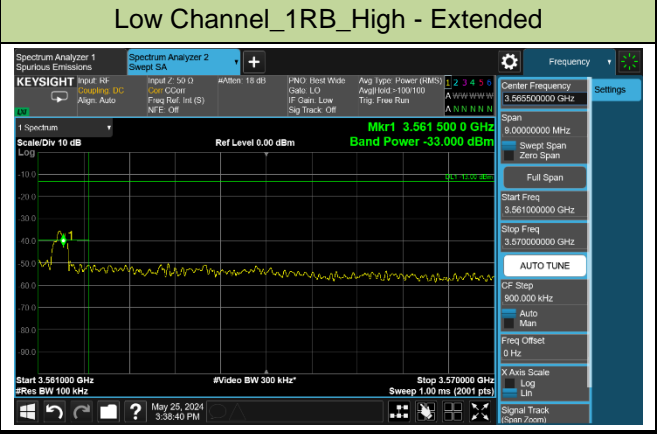 Low Channel_1RB_High - Extended
Spectrum Analyzer 1
Spurious Emissions
Spectrum Analyzer 2
Swept SA
Frequency
KEYSIGHT
Input: RF
Coupling: DC
Align: Auto
Input Z: 50 Ω
Corr CCorr
Freq Ref: Int (S)
NFE: Off
#Atten: 18 dB
PNO: Best Wide
Gate: LO
IF Gain: Low
Sig Track: Off
Avg Type: Power (RMS)
Avg|Hold:>100/100
Trig: Free Run
1 2 3 4 5 6
A W W W W W
A N N N N N
1 Spectrum
Scale/Div 10 dB
Ref Level 0.00 dBm
Mkr1 3.561 500 0 GHz
Band Power -33.000 dBm
Log
-10.0
-20.0
-30.0
-40.0
-50.0
-60.0
-70.0
-80.0
-90.0
1
Start 3.561000 GHz
#Res BW 100 kHz
#Video BW 300 kHz*
Stop 3.570000 GHz
Sweep 1.00 ms (2001 pts)
May 25, 2024
3:38:40 PM
Center Frequency
3.565500000 GHz
Settings
Span
9.00000000 MHz
Swept Span
Zero Span
Full Span
Start Freq
3.561000000 GHz
Stop Freq
3.570000000 GHz
AUTO TUNE
CF Step
900.000 kHz
Auto
Man
Freq Offset
0 Hz
X Axis Scale
Log
Lin
Signal Track
(Span Zoom)